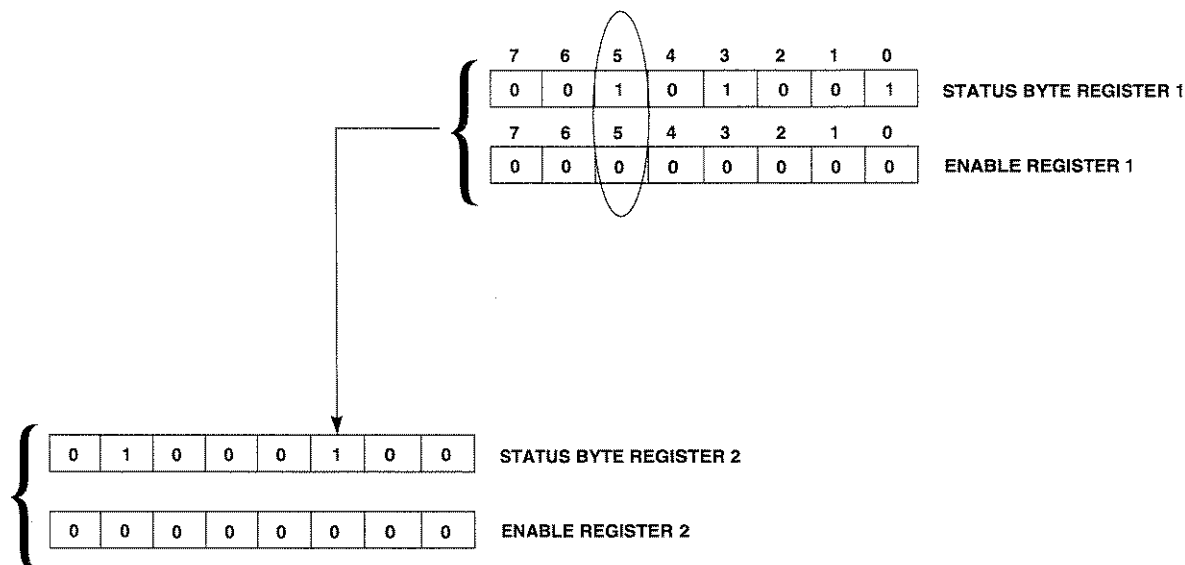 7 6 5 4 3 2 1 0
0 0 1 0 1 0 0 1 STATUS BYTE REGISTER 1
7 6 5 4 3 2 1 0
0 0 0 0 0 0 0 0 ENABLE REGISTER 1
0 1 0 0 0 1 0 0 STATUS BYTE REGISTER 2
0 0 0 0 0 0 0 0 ENABLE REGISTER 2